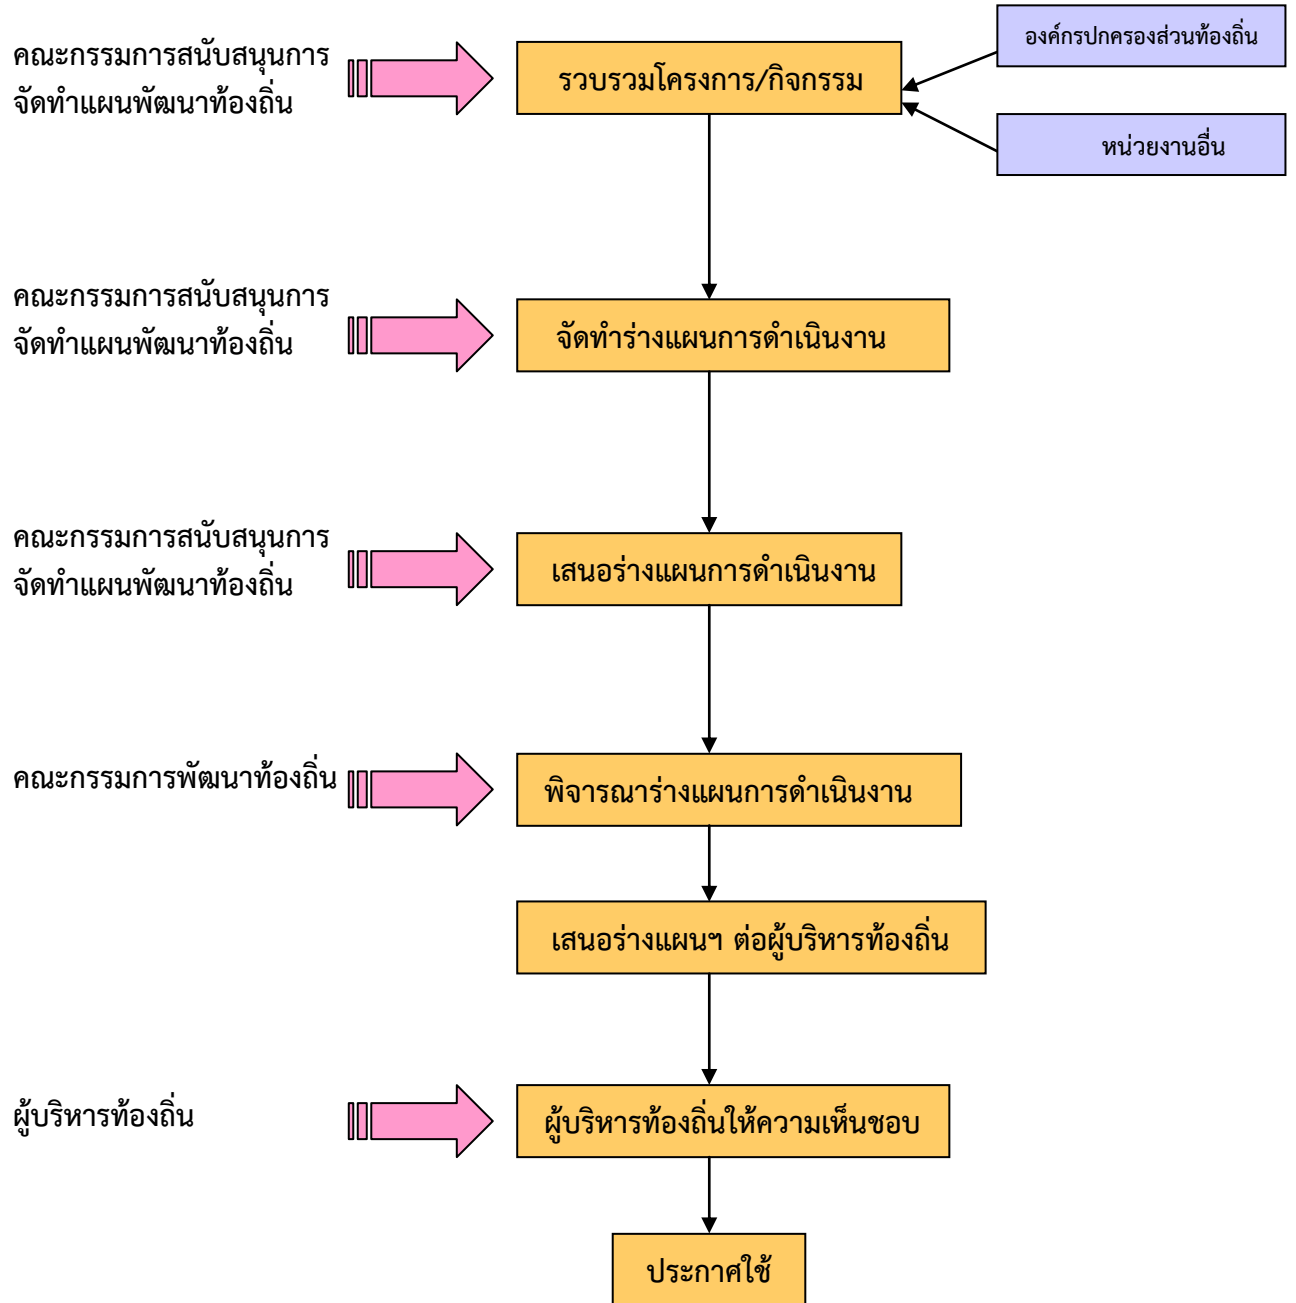 องค์กรปกครองส่วนท้องถิ่น
คณะกรรมการสนับสนุนการ
จัดทำแผนพัฒนาท้องถิ่น
รวบรวมโครงการ/กิจกรรม
หน่วยงานอื่น
คณะกรรมการสนับสนุนการ
จัดทำแผนพัฒนาท้องถิ่น
จัดทำร่างแผนการดำเนินงาน
คณะกรรมการสนับสนุนการ
จัดทำแผนพัฒนาท้องถิ่น
เสนอร่างแผนการดำเนินงาน
คณะกรรมการพัฒนาท้องถิ่น
พิจารณาร่างแผนการดำเนินงาน
เสนอร่างแผนฯ ต่อผู้บริหารท้องถิ่น
ผู้บริหารท้องถิ่น
ผู้บริหารท้องถิ่นให้ความเห็นชอบ
ประกาศใช้